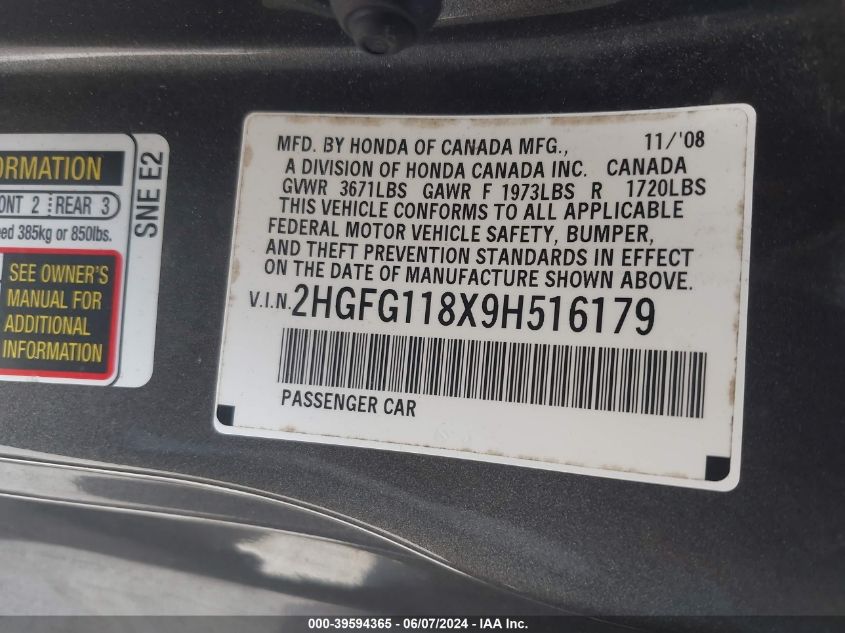 ORMATION
ONT 2 REAR 3
eed 385kg or 850lbs.
SEE OWNER'S
MANUAL FOR
ADDITIONAL
INFORMATION
SNE E2
MFD. BY HONDA OF CANADA MFG., 11/'08
A DIVISION OF HONDA CANADA INC. CANADA
GVWR 3671LBS GAWR F 1973LBS R 1720LBS
THIS VEHICLE CONFORMS TO ALL APPLICABLE
FEDERAL MOTOR VEHICLE SAFETY, BUMPER,
AND THEFT PREVENTION STANDARDS IN EFFECT
ON THE DATE OF MANUFACTURE SHOWN ABOVE.
V.I.N. 2HGFG118X9H516179
PASSENGER CAR
000-39594365 - 06/07/2024 - IAA Inc.